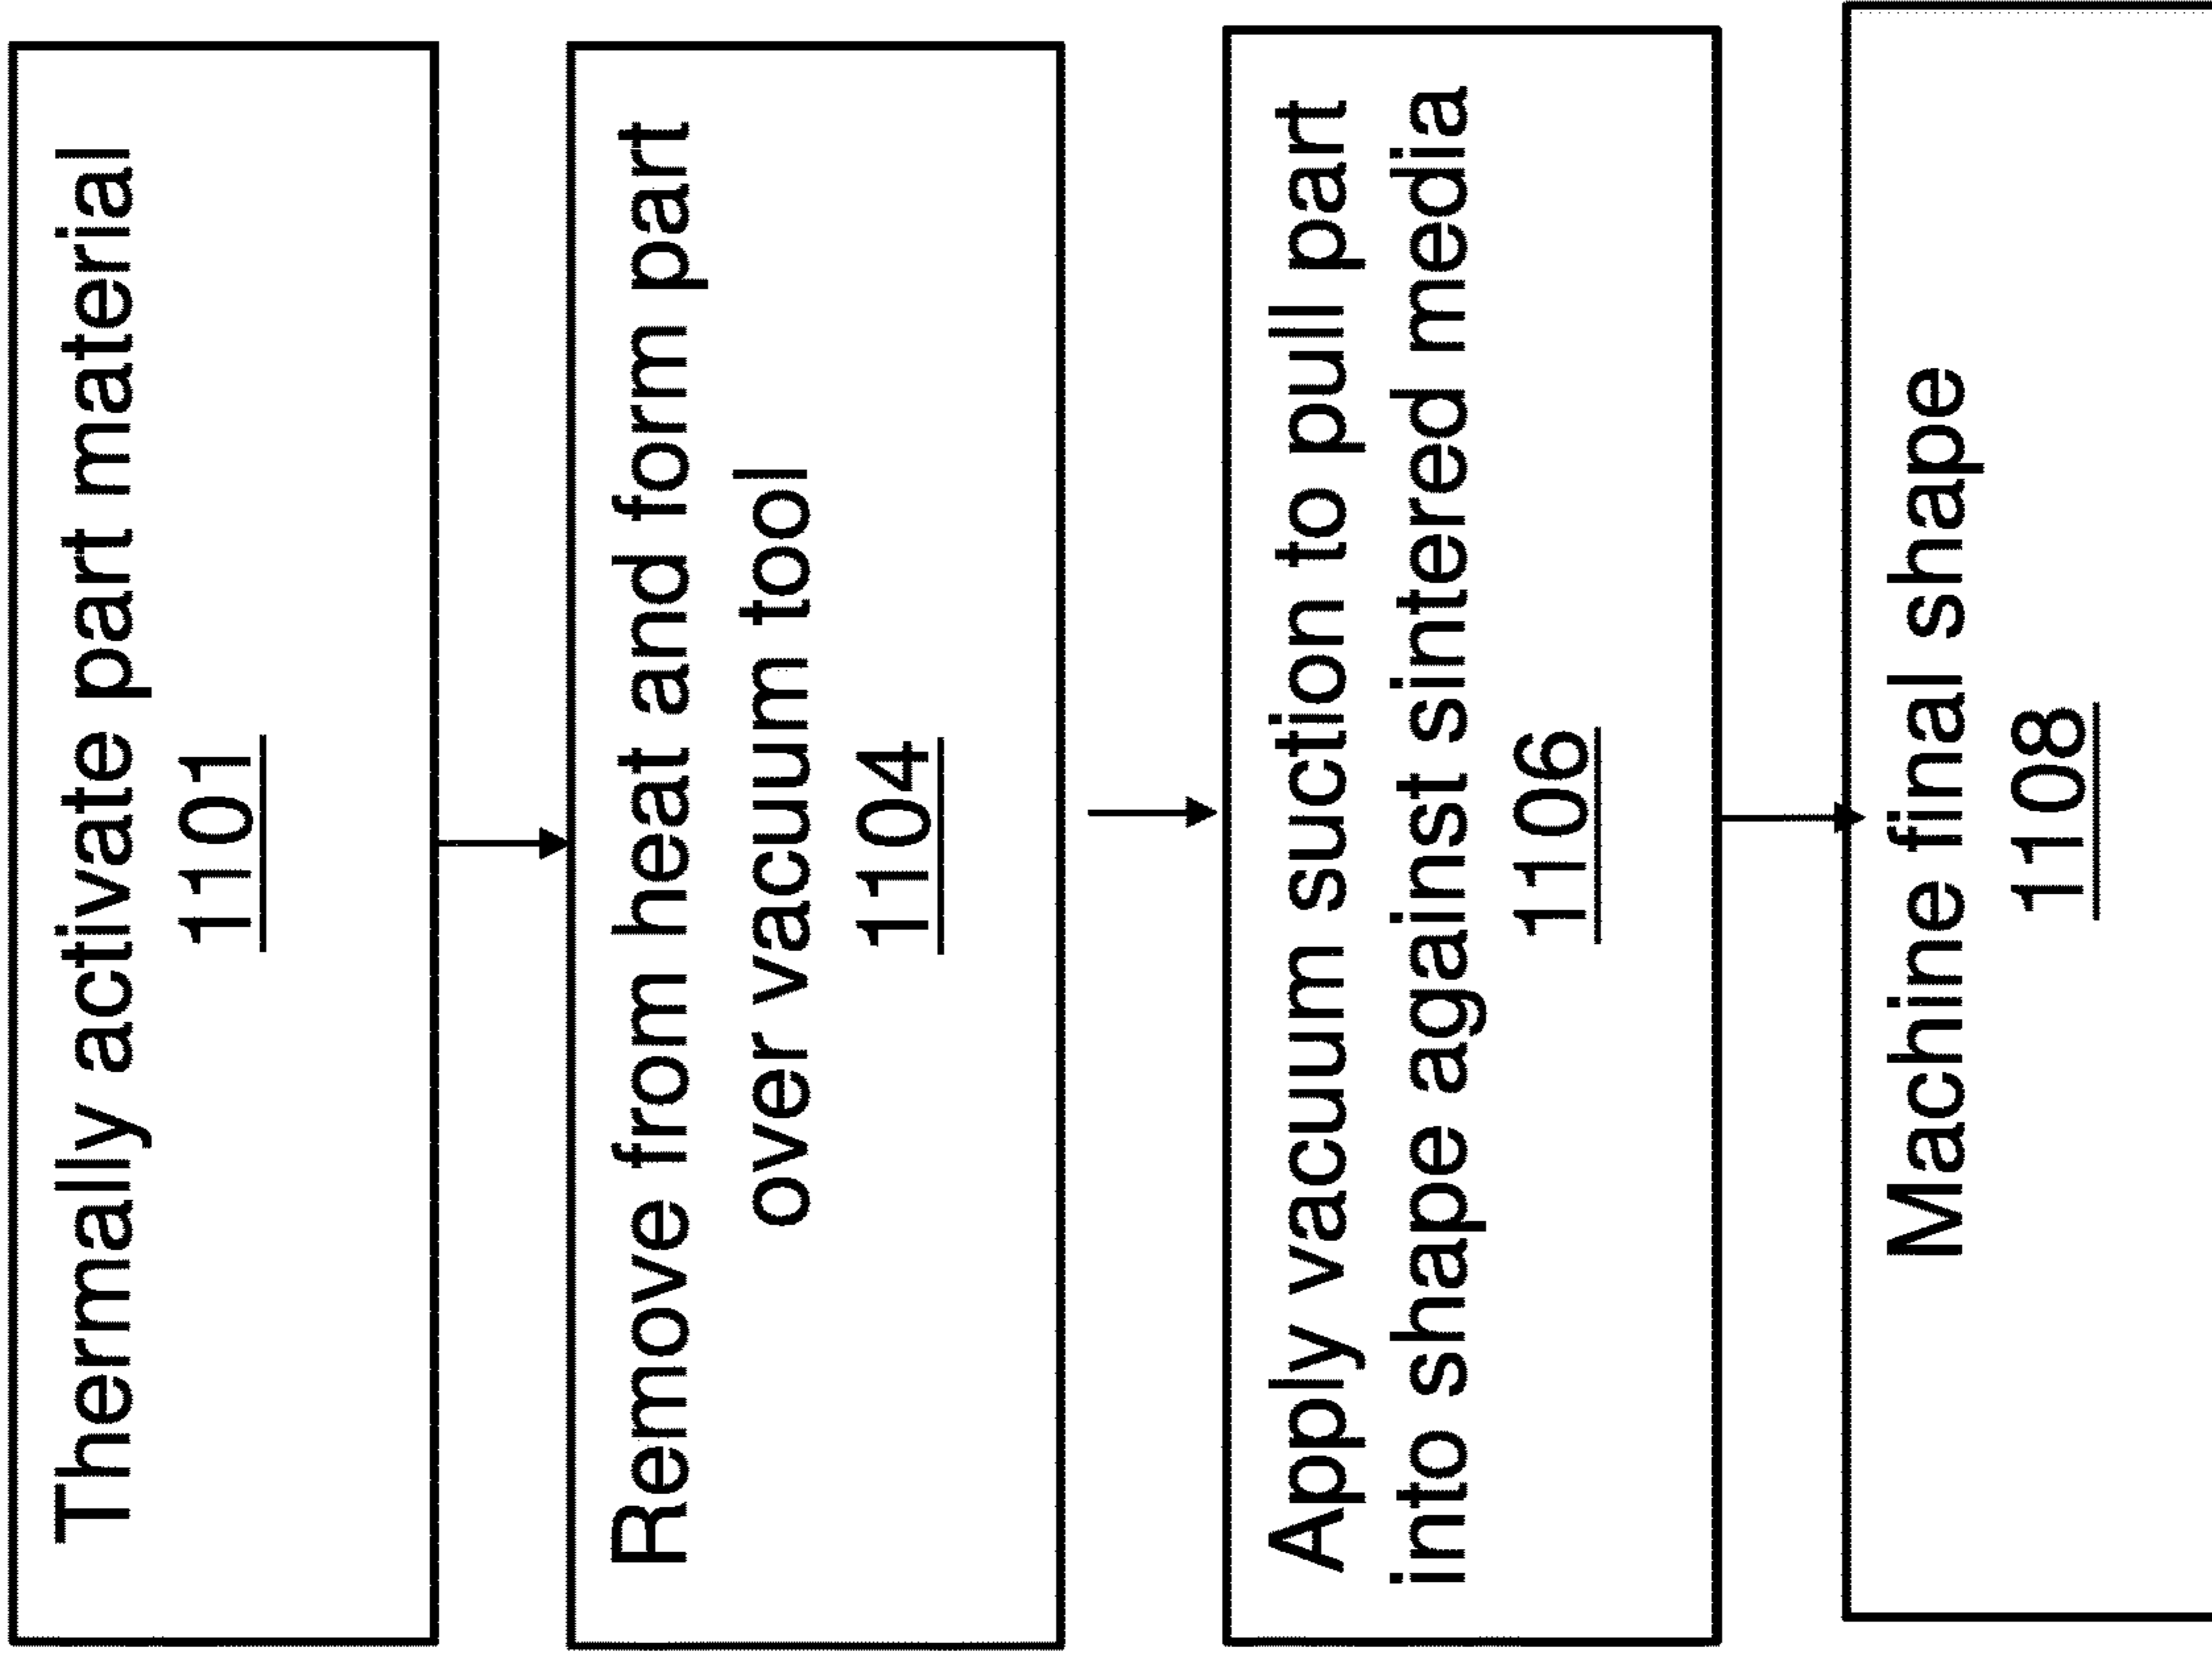 Thermally activate part material
1101
Remove from heat and form part
over vacuum tool
1104
Apply vacuum suction to pull part
into shape against sintered media
1106
Machine final shape
1108